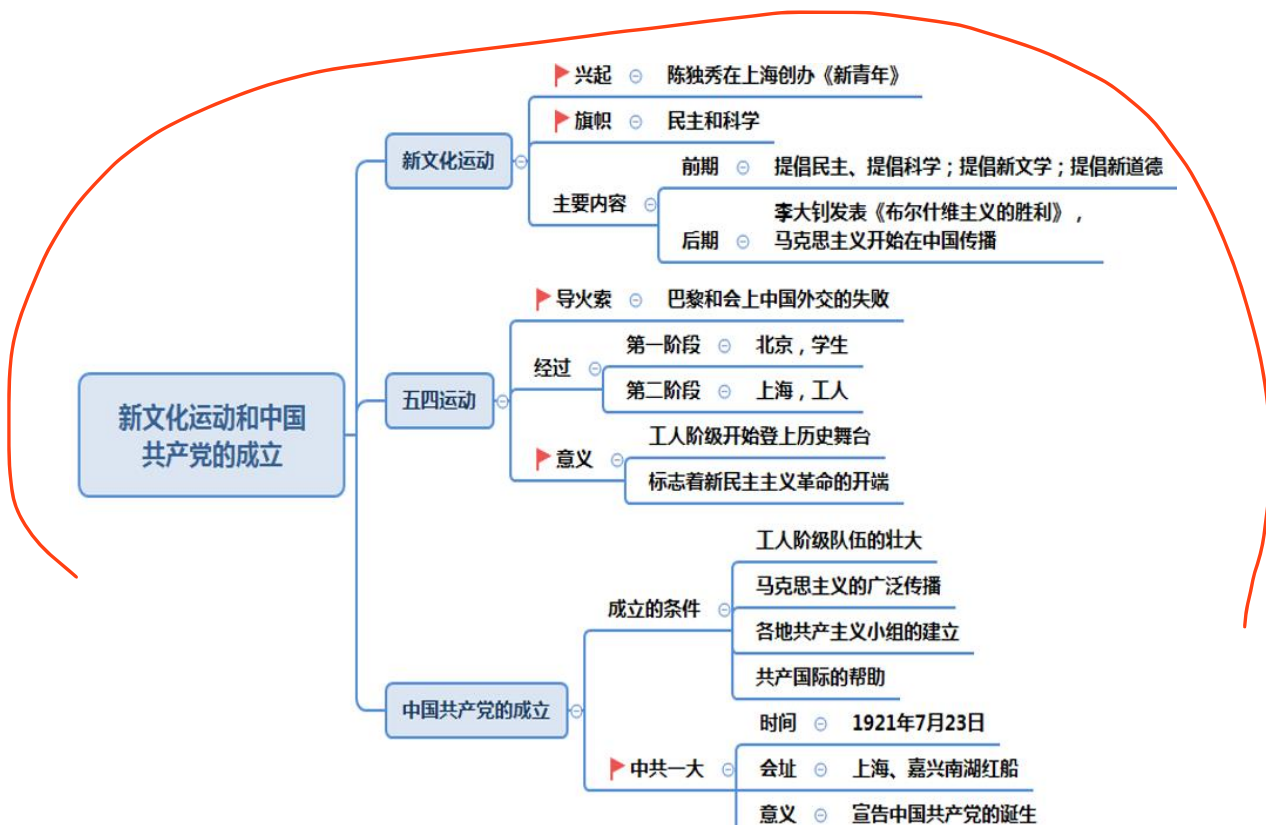 新文化运动和中国
共产党的成立
新文化运动
兴起 陈独秀在上海创办《新青年》
旗帜 民主和科学
主要内容
前期 提倡民主、提倡科学；提倡新文学；提倡新道德
后期 李大钊发表《布尔什维主义的胜利》，
马克思主义开始在中国传播
五四运动
导火索 巴黎和会上中国外交的失败
经过
第一阶段 北京，学生
第二阶段 上海，工人
意义
工人阶级开始登上历史舞台
标志着新民主主义革命的开端
中国共产党的成立
成立的条件
工人阶级队伍的壮大
马克思主义的广泛传播
各地共产主义小组的建立
共产国际的帮助
中共一大
时间 1921年7月23日
会址 上海、嘉兴南湖红船
意义 宣告中国共产党的诞生